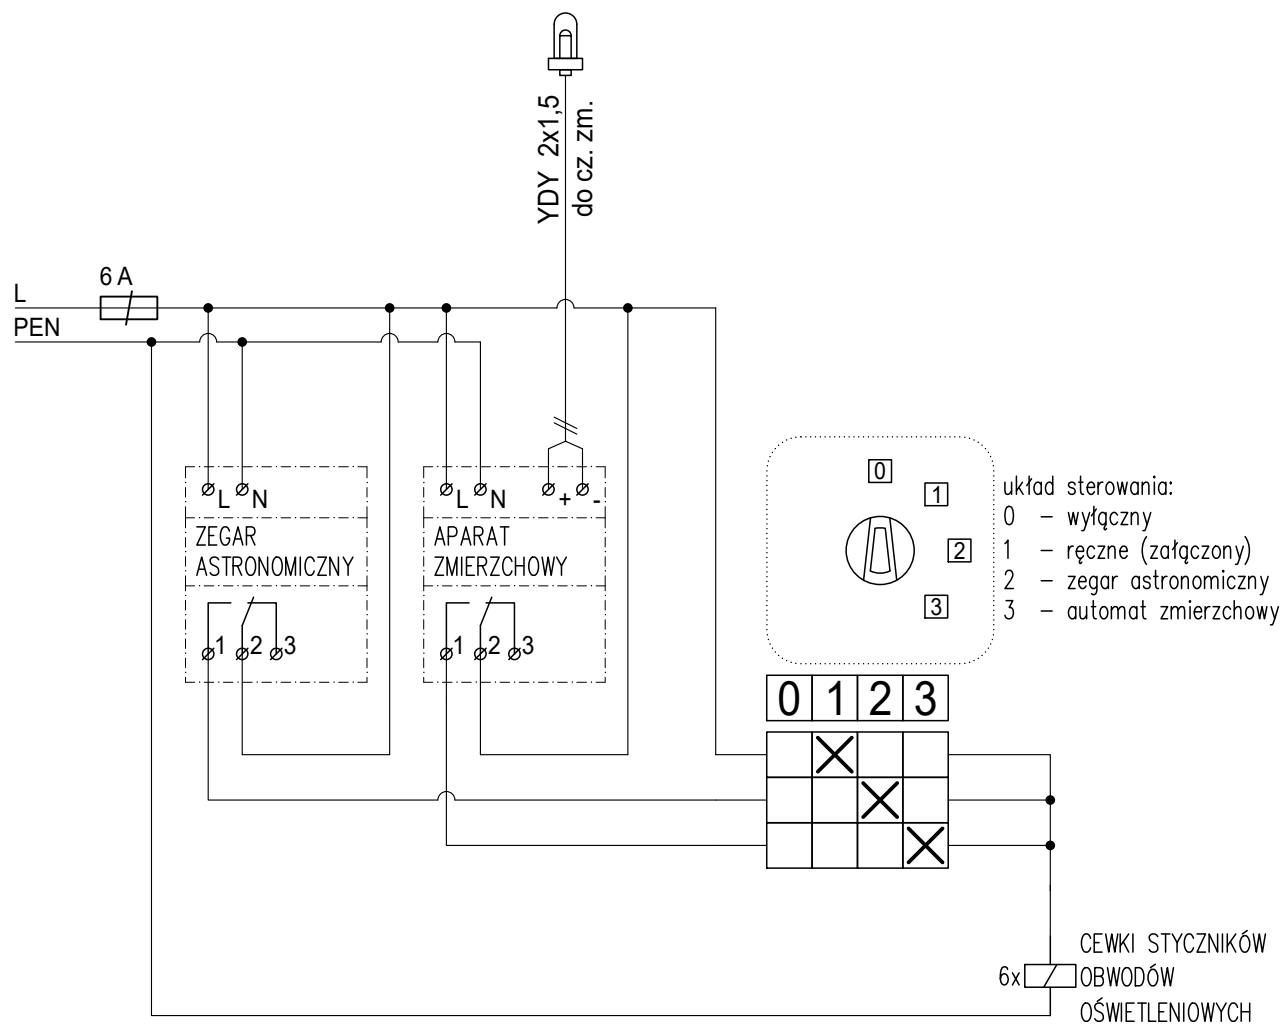 YDY 2x1,5
do cz. zm.
6 A
L
PEN
L N
ZEGAR
ASTRONOMICZNY
1 2 3
L N + -
APARAT
ZMIERZCHOWY
1 2 3
0
1
2
3
układ sterowania:
0 – wyłączny
1 – ręczne (załączony)
2 – zegar astronomiczny
3 – automat zmierzchowy
0 1 2 3
CEWKI STYCZNIKÓW
6x OBWODÓW
OŚWIETLENIOWYCH